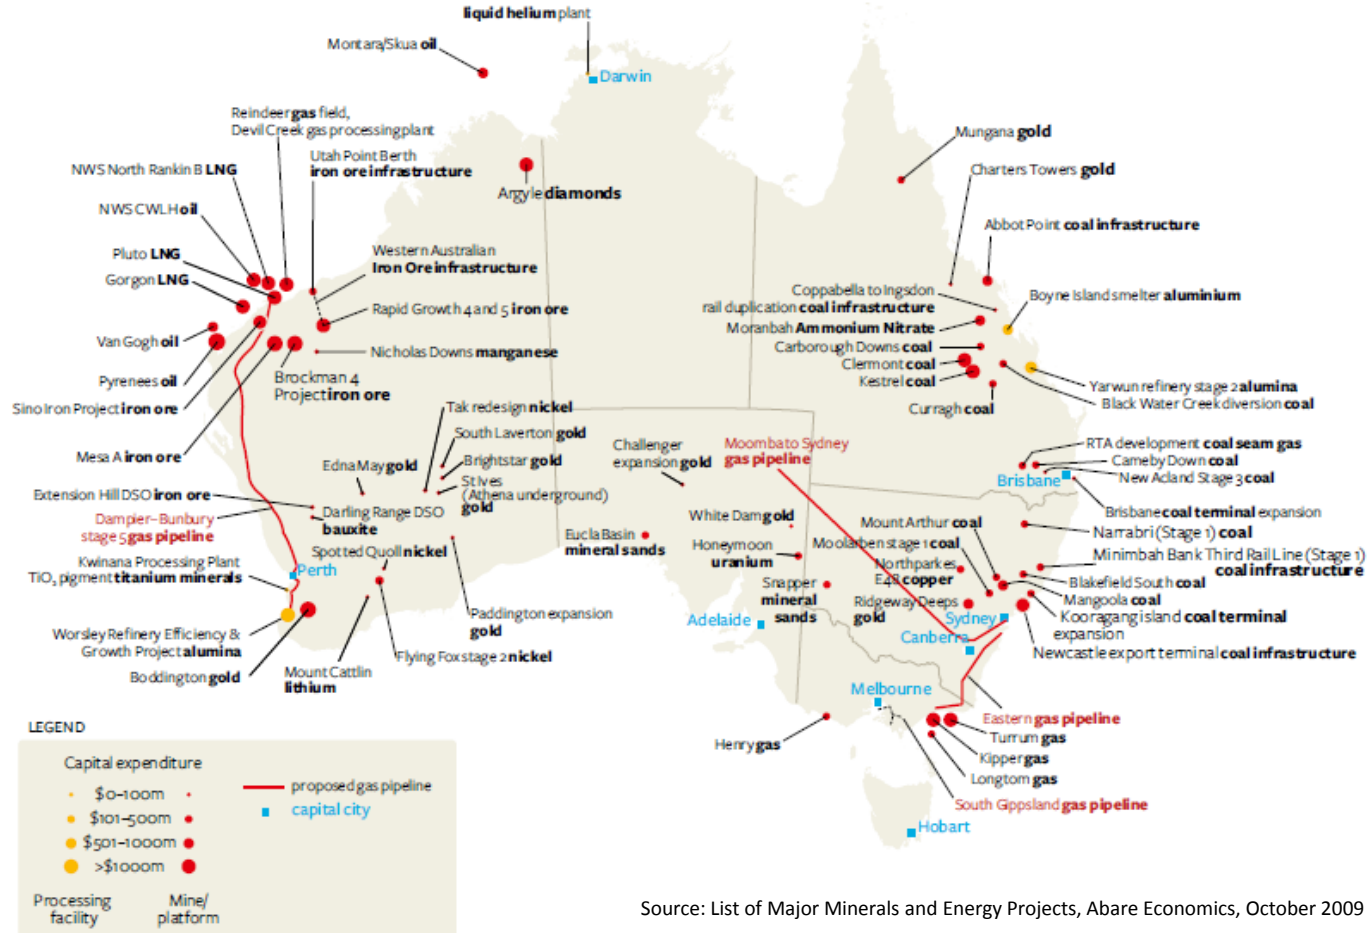 liquid helium plant
Montara/Skua oil
Darwin
Reindeer gas field,
Devil Creek gas processing plant
Utah Point Berth
iron ore infrastructure
NWS North Rankin B LNG
NWS CWLH oil
Pluto LNG
Gorgon LNG
Van Gogh oil
Pyrenees oil
Sino Iron Project iron ore
Mesa A iron ore
Argyle diamonds
Western Australian
Iron Ore infrastructure
Rapid Growth 4 and 5 iron ore
Nicholas Downs manganese
Brockman 4
Project iron ore
Tak redesign nickel
South Laverton gold
Brightstar gold
St Ives
(Athena underground)
gold
Edna May gold
Extension Hill DSO iron ore
Darling Range DSO
bauxite
Dampier–Bunbury
stage 5 gas pipeline
Spotted Quoll nickel
Kwinana Processing Plant
TiO₂ pigment titanium minerals
Perth
Worsley Refinery Efficiency &
Growth Project alumina
Boddington gold
Mount Cattlin
lithium
Flying Fox stage 2 nickel
Paddington expansion
gold
Mungana gold
Charters Towers gold
Abbot Point coal infrastructure
Coppabella to Ingsdon
rail duplication coal infrastructure
Boyne Island smelter aluminium
Moranbah Ammonium Nitrate
Carborough Downs coal
Clermont coal
Kestrel coal
Curragh coal
Yarwun refinery stage 2 alumina
Black Water Creek diversion coal
Challenger
expansion gold
Moomba to Sydney
gas pipeline
RTA development coal seam gas
Cameby Down coal
New Acland Stage 3 coal
Brisbane
Brisbane coal terminal expansion
White Dam gold
Eucla Basin
mineral sands
Honeymoon
uranium
Mount Arthur coal
Moolarben stage 1 coal
Northparkes
E48 copper
Narrabri (Stage 1) coal
Minimbah Bank Third Rail Line (Stage 1)
coal infrastructure
Blakefield South coal
Mangoola coal
Kooragang island coal terminal
expansion
Newcastle export terminal coal infrastructure
Snapper
mineral
sands
Ridgeway Deeps
gold
Sydney
Adelaide
Canberra
Melbourne
Eastern gas pipeline
Henry gas
Turrum gas
Kipper gas
Longtom gas
South Gippsland gas pipeline
Hobart
LEGEND
Capital expenditure
$0–100m
$101–500m
$501–1000m
>$1000m
Processing
facility
Mine/
platform
proposed gas pipeline
capital city
Source: List of Major Minerals and Energy Projects, Abare Economics, October 2009